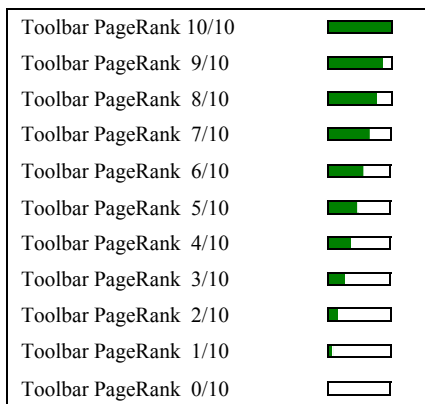 Toolbar PageRank 10/10
Toolbar PageRank 9/10
Toolbar PageRank 8/10
Toolbar PageRank 7/10
Toolbar PageRank 6/10
Toolbar PageRank 5/10
Toolbar PageRank 4/10
Toolbar PageRank 3/10
Toolbar PageRank 2/10
Toolbar PageRank 1/10
Toolbar PageRank 0/10